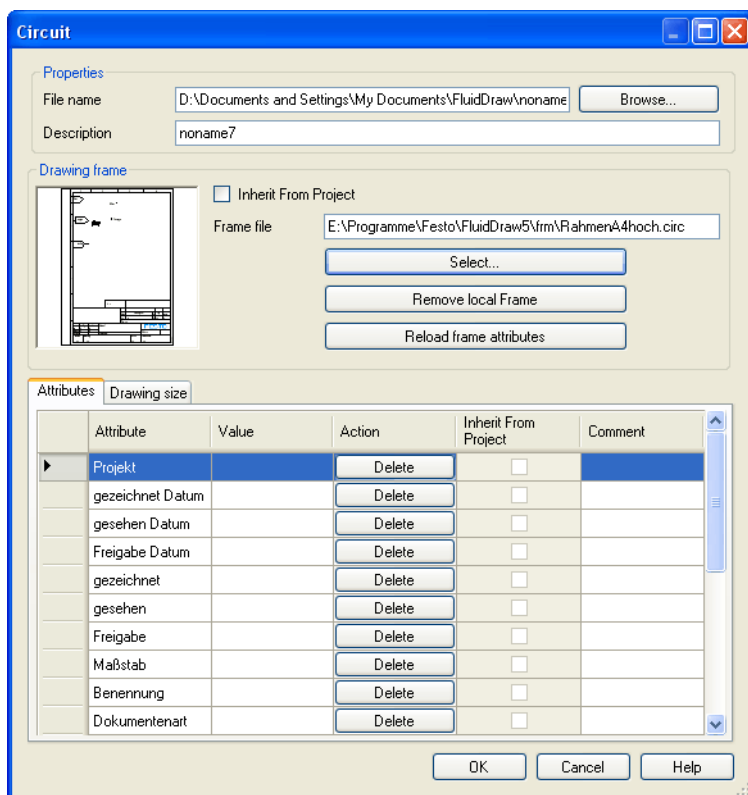 Circuit
Properties
File name D:\Documents and Settings\My Documents\FluidDraw\noname Browse...
Description noname7
Drawing frame
Inherit From Project
Frame file E:\Programme\Festo\FluidDraw5\frm\RahmenA4hoch.circ
Select...
Remove local Frame
Reload frame attributes
Attributes Drawing size
Attribute Value Action Inherit From Project Comment
Projekt Delete
gezeichnet Datum Delete
gesehen Datum Delete
Freigabe Datum Delete
gezeichnet Delete
gesehen Delete
Freigabe Delete
Maßstab Delete
Benennung Delete
Dokumentenart Delete
OK Cancel Help